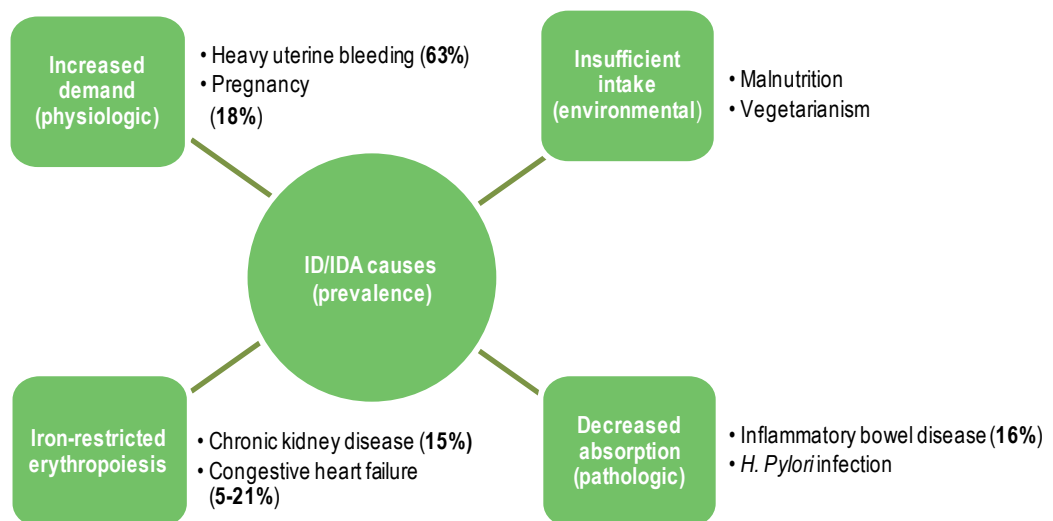 Increased
demand
(physiologic)
• Heavy uterine bleeding (63%)
• Pregnancy
(18%)
Insufficient
intake
(environmental)
• Malnutrition
• Vegetarianism
ID/IDA causes
(prevalence)
Iron-restricted
erythropoiesis
• Chronic kidney disease (15%)
• Congestive heart failure
(5-21%)
Decreased
absorption
(pathologic)
• Inflammatory bowel disease (16%)
• H. Pylori infection